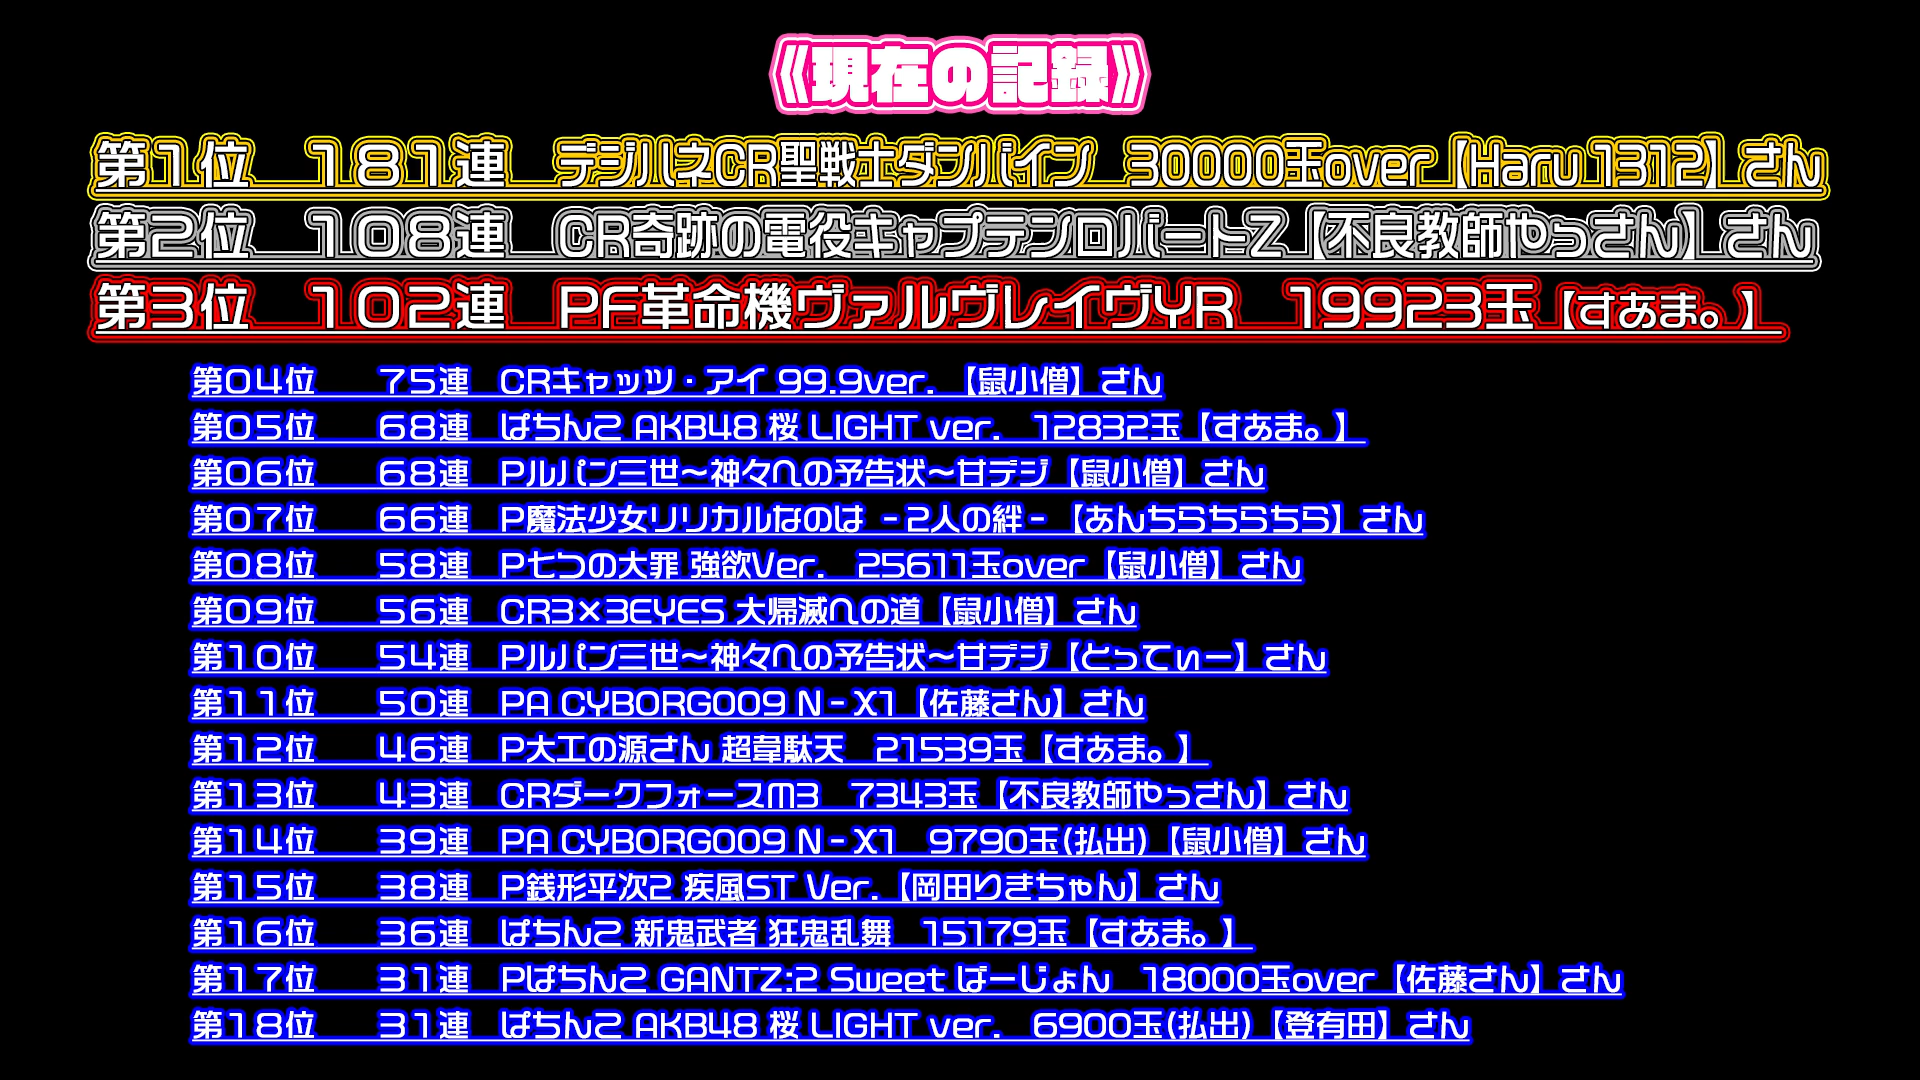 《現在の記録》
第1位　181連　デジハネCR聖戦士ダンバイン　30000玉over【Haru 1312】さん
第2位　108連　CR奇跡の電役キャプテンロバートZ【不良教師やっさん】さん
第3位　102連　PF革命機ヴァルヴレイヴYR　19923玉【すあま。】
第04位　　75連　CRキャッツ・アイ 99.9ver.【鼠小僧】さん
第05位　　68連　ぱちんこ AKB48 桜 LIGHT ver.　12832玉【すあま。】
第06位　　68連　Pルパン三世～神々への予告状～甘デジ【鼠小僧】さん
第07位　　66連　P魔法少女リリカルなのは －2人の絆－【あんちらちらちら】さん
第08位　　58連　P七つの大罪 強欲Ver.　25611玉over【鼠小僧】さん
第09位　　56連　CR3×3EYES 大帰滅への道【鼠小僧】さん
第10位　　54連　Pルパン三世～神々への予告状～甘デジ【とってぃー】さん
第11位　　50連　PA CYBORG009 N－X1【佐藤さん】さん
第12位　　46連　P大工の源さん 超韋駄天　21539玉【すあま。】
第13位　　43連　CRダークフォースM3　7343玉【不良教師やっさん】さん
第14位　　39連　PA CYBORG009 N－X1　9790玉(払出)【鼠小僧】さん
第15位　　38連　P銭形平次2 疾風ST Ver.【岡田りきちゃん】さん
第16位　　36連　ぱちんこ 新鬼武者 狂鬼乱舞　15179玉【すあま。】
第17位　　31連　Pぱちんこ GANTZ:2 Sweet ばーじょん　18000玉over【佐藤さん】さん
第18位　　31連　ぱちんこ AKB48 桜 LIGHT ver.　6900玉(払出)【登有田】さん